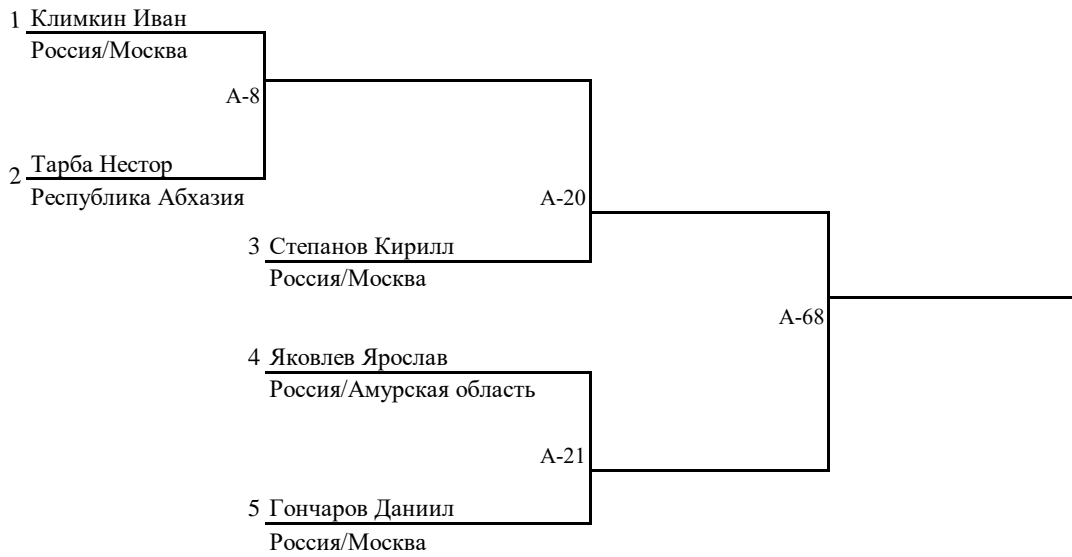 1 Климкин Иван
Россия/Москва
А-8
2 Тарба Нестор
Республика Абхазия
А-20
3 Степанов Кирилл
Россия/Москва
А-68
4 Яковлев Ярослав
Россия/Амурская область
А-21
5 Гончаров Даниил
Россия/Москва